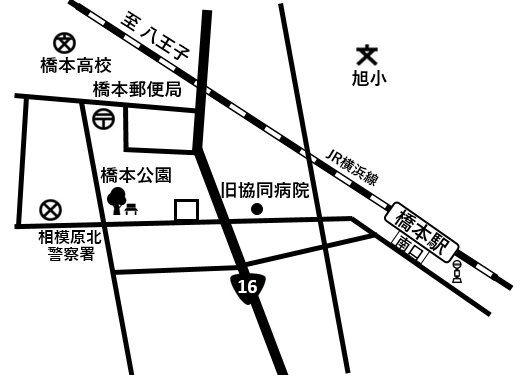 至 八王子
橋本高校
旭小
橋本郵便局
JR横浜線
橋本公園
旧協同病院
橋本駅
南口
相模原北
警察署
16